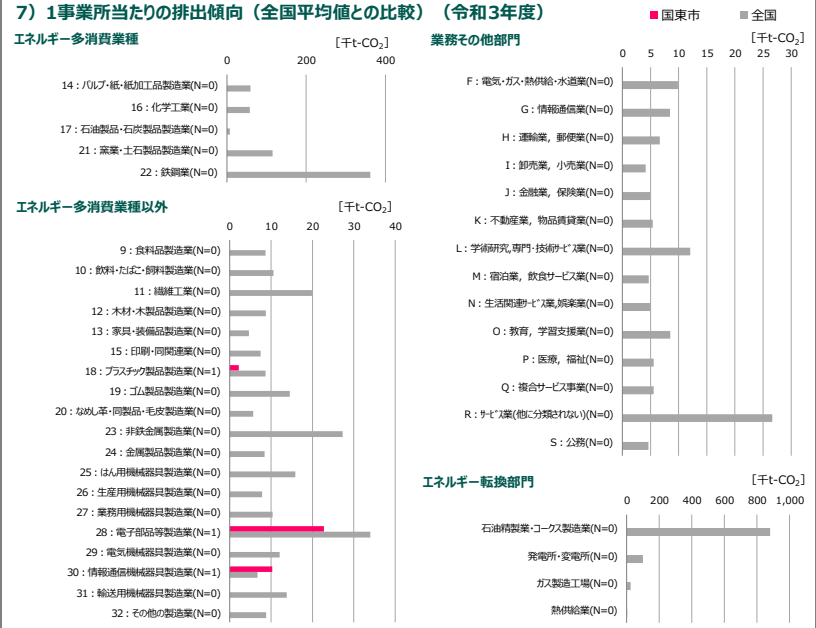 7）1事業所当たりの排出傾向（全国平均値との比較）（令和3年度）
■国東市 ■全国
エネルギー多消費業種
[千t-CO₂]
0 200 400
14：パルプ・紙・紙加工品製造業(N=0)
16：化学工業(N=0)
17：石油製品・石炭製品製造業(N=0)
21：窯業・土石製品製造業(N=0)
22：鉄鋼業(N=0)
エネルギー多消費業種以外
[千t-CO₂]
0 10 20 30 40
9：食料品製造業(N=0)
10：飲料・たばこ・飼料製造業(N=0)
11：繊維工業(N=0)
12：木材・木製品製造業(N=0)
13：家具・装備品製造業(N=0)
15：印刷・同関連業(N=0)
18：プラスチック製品製造業(N=1)
19：ゴム製品製造業(N=0)
20：なめし革・同製品・毛皮製造業(N=0)
23：非鉄金属製造業(N=0)
24：金属製品製造業(N=0)
25：はん用機械器具製造業(N=0)
26：生産用機械器具製造業(N=0)
27：業務用機械器具製造業(N=0)
28：電子部品等製造業(N=1)
29：電気機械器具製造業(N=0)
30：情報通信機械器具製造業(N=1)
31：輸送用機械器具製造業(N=0)
32：その他の製造業(N=0)
業務その他部門
[千t-CO₂]
0 5 10 15 20 25 30
F：電気・ガス・熱供給・水道業(N=0)
G：情報通信業(N=0)
H：運輸業，郵便業(N=0)
I：卸売業，小売業(N=0)
J：金融業，保険業(N=0)
K：不動産業，物品賃貸業(N=0)
L：学術研究,専門・技術サービス業(N=0)
M：宿泊業，飲食サービス業(N=0)
N：生活関連サービス業,娯楽業(N=0)
O：教育，学習支援業(N=0)
P：医療，福祉(N=0)
Q：複合サービス事業(N=0)
R：サービス業(他に分類されない)(N=0)
S：公務(N=0)
エネルギー転換部門
[千t-CO₂]
0 200 400 600 800 1,000
石油精製業・コークス製造業(N=0)
発電所・変電所(N=0)
ガス製造工場(N=0)
熱供給業(N=0)